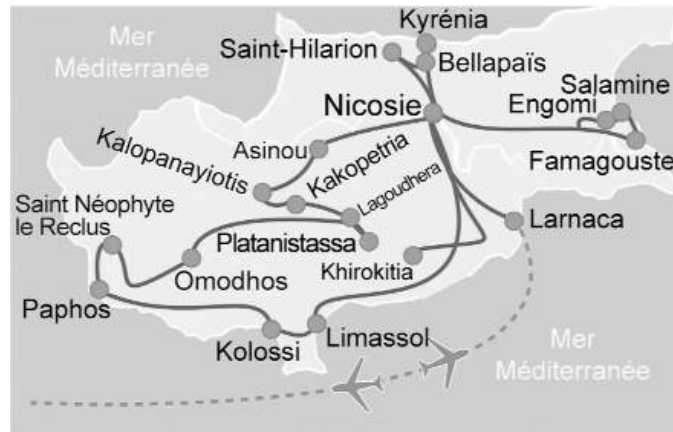 Kyrénia
Mer
Méditerranée
Saint-Hilarion
Bellapaïs
Salamine
Engomi
Nicosie
Asinou
Famagouste
Kalopanayiotis
Kakopetria
Lagoudhera
Saint Néophyte
le Reclus
Platanistassa
Larnaca
Khirokitia
Omodhos
Paphos
Kolossi
Limassol
Mer
Méditerranée